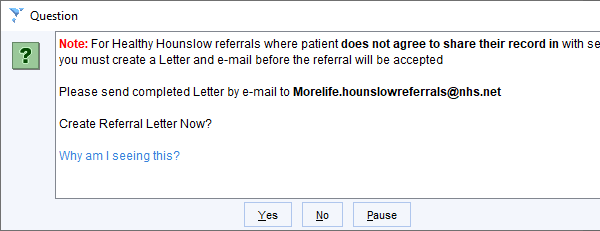 Question
Note: For Healthy Hounslow referrals where patient does not agree to share their record in with se
you must create a Letter and e-mail before the referral will be accepted
Please send completed Letter by e-mail to Morelife.hounslowreferrals@nhs.net
Create Referral Letter Now?
Why am I seeing this?
Yes No Pause